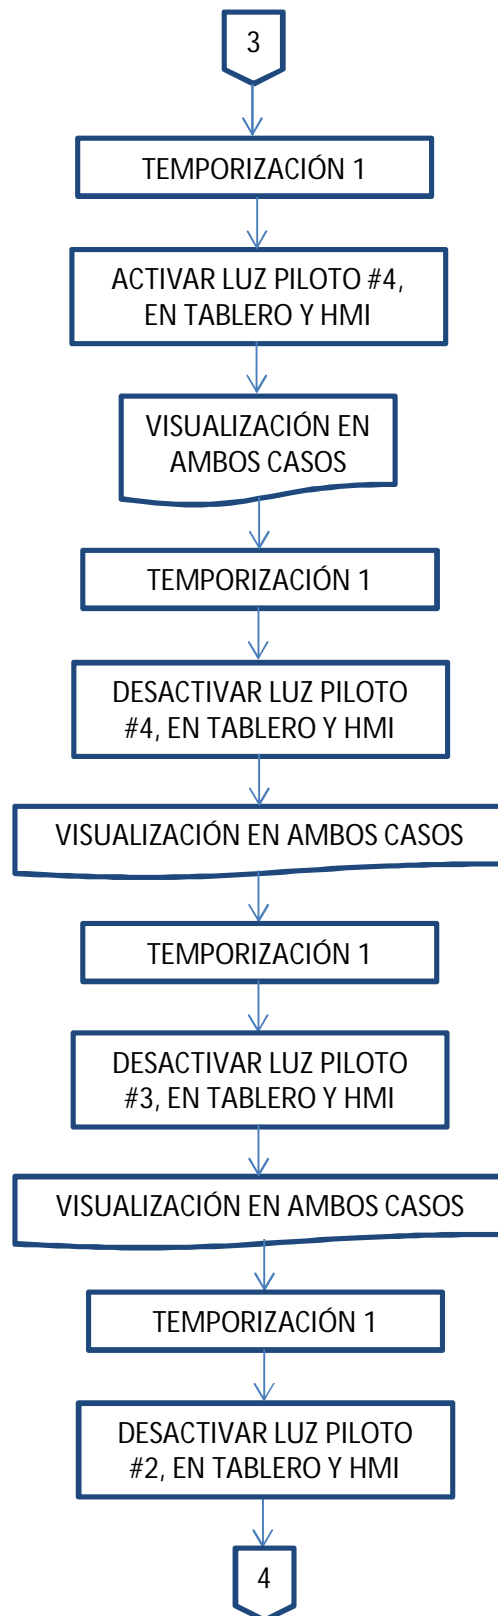 3
TEMPORIZACIÓN 1
ACTIVAR LUZ PILOTO #4,
EN TABLERO Y HMI
VISUALIZACIÓN EN
AMBOS CASOS
TEMPORIZACIÓN 1
DESACTIVAR LUZ PILOTO
#4, EN TABLERO Y HMI
VISUALIZACIÓN EN AMBOS CASOS
TEMPORIZACIÓN 1
DESACTIVAR LUZ PILOTO
#3, EN TABLERO Y HMI
VISUALIZACIÓN EN AMBOS CASOS
TEMPORIZACIÓN 1
DESACTIVAR LUZ PILOTO
#2, EN TABLERO Y HMI
4